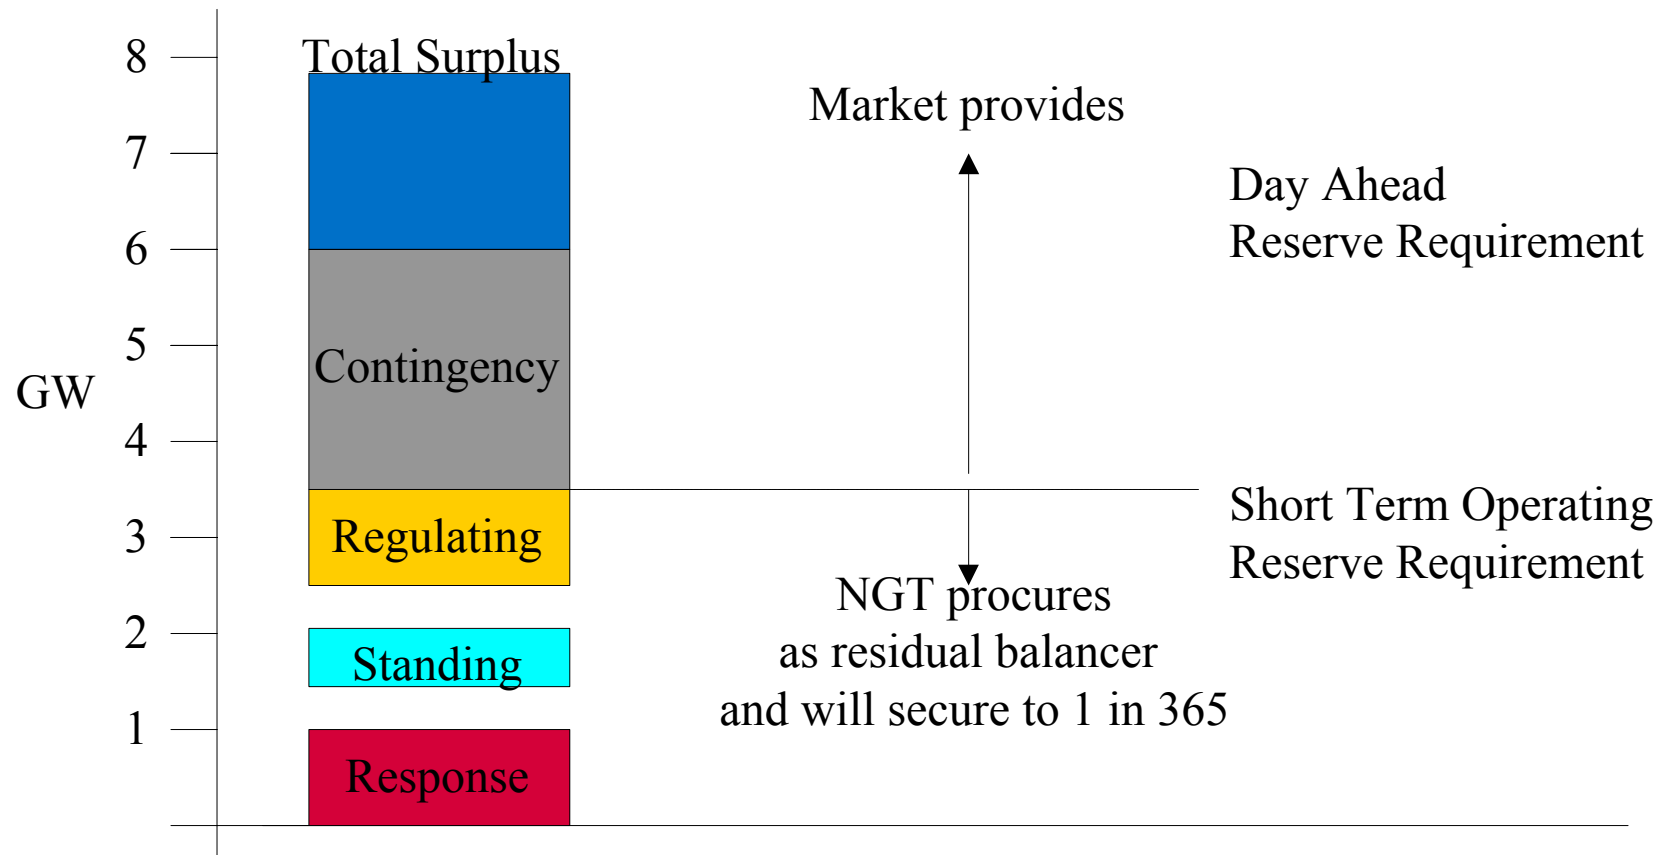 Total Surplus
8
7
6
5
4
3
2
1
GW
Contingency
Regulating
Standing
Response
Market provides
NGT procures
as residual balancer
and will secure to 1 in 365
Day Ahead
Reserve Requirement
Short Term Operating
Reserve Requirement